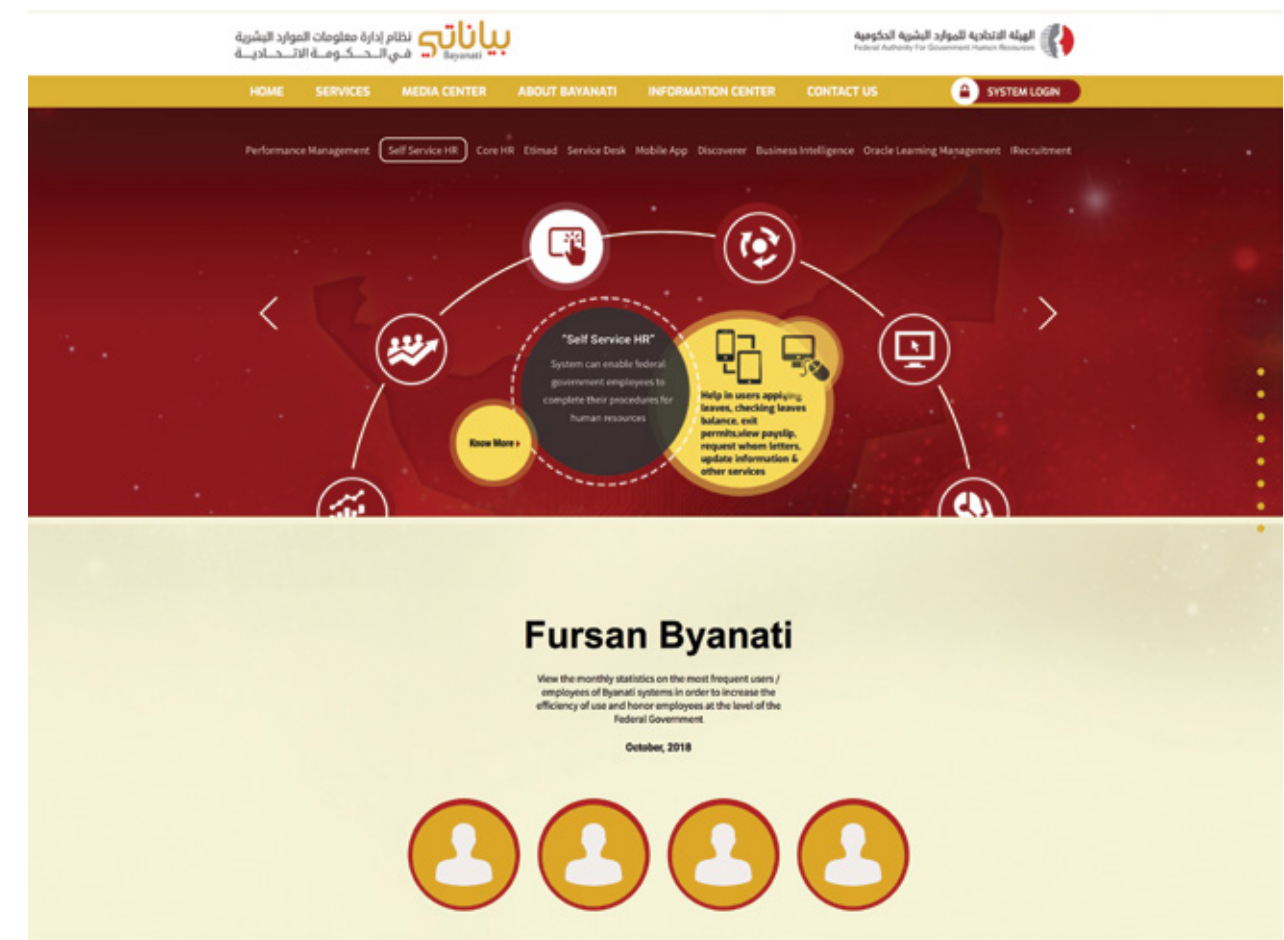 نظام إدارة معلومات الموارد البشرية
في الحكومة الاتحادية
بياناتي
Bayanati
الهيئة الاتحادية للموارد البشرية الحكومية
Federal Authority For Government Human Resources
HOME SERVICES MEDIA CENTER ABOUT BAYANATI INFORMATION CENTER CONTACT US SYSTEM LOGIN
Performance Management Self Service HR Core HR Etimad Service Desk Mobile App Discoverer Business Intelligence Oracle Learning Management IRecruitment
"Self Service HR"
System can enable federal
government employees to
complete their procedures for
human resources
Know More
Help in users applying
leaves, checking leaves
balance, exit
permits,view payslip,
request whom letters,
update information &
other services
Fursan Byanati
View the monthly statistics on the most frequent users /
employees of Byanati systems in order to increase the
efficiency of use and honor employees at the level of the
Federal Government
October, 2018